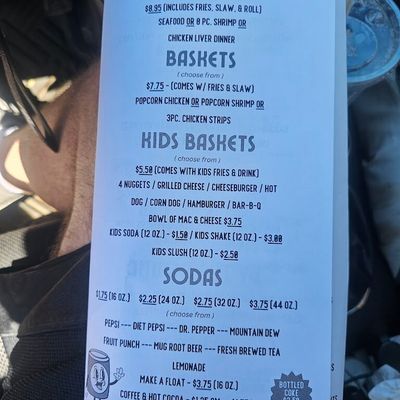 $8.95 (INCLUDES FRIES, SLAW, & ROLL)
SEAFOOD OR 8 PC. SHRIMP OR
CHICKEN LIVER DINNER
BASKETS
(choose from)
$7.75 - (COMES W/ FRIES & SLAW)
POPCORN CHICKEN OR POPCORN SHRIMP OR
3PC. CHICKEN STRIPS
KIDS BASKETS
(choose from)
$5.50 (COMES WITH KIDS FRIES & DRINK)
4 NUGGETS / GRILLED CHEESE / CHEESEBURGER / HOT
DOG / CORN DOG / HAMBURGER / BAR-B-Q
BOWL OF MAC & CHEESE $3.75
KIDS SODA (12 OZ.) - $1.50 / KIDS SHAKE (12 OZ.) - $3.00
KIDS SLUSH (12 OZ.) - $2.50
SODAS
$1.75 (16 OZ.) $2.25 (24 OZ.) $2.75 (32 OZ.) $3.75 (44 OZ.)
(choose from)
PEPSI --- DIET PEPSI --- DR. PEPPER --- MOUNTAIN DEW
FRUIT PUNCH --- MUG ROOT BEER --- FRESH BREWED TEA
LEMONADE
MAKE A FLOAT - $3.75 (16 OZ.)
BOTTLED
COKE
COFFEE & HOT COCOA -